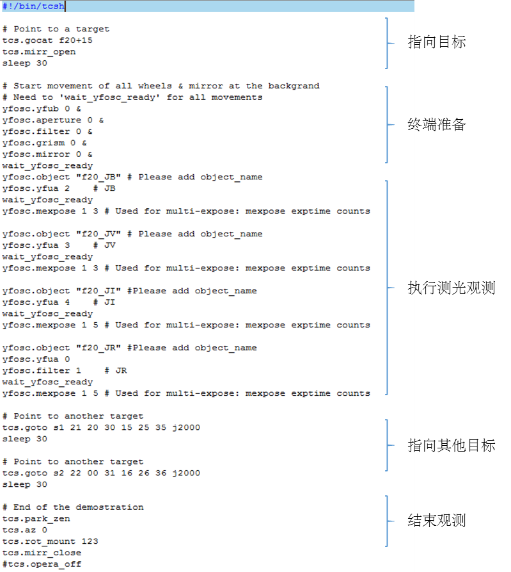 #!/bin/tcsh
# Point to a target
tcs.gocat f20+15
tcs.mirr_open
sleep 30
指向目标
# Start movement of all wheels & mirror at the backgrand
# Need to 'wait_yfosc_ready' for all movements
yfosc.yfub 0 &
yfosc.aperture 0 &
yfosc.filter 0 &
yfosc.grism 0 &
yfosc.mirror 0 &
wait_yfosc_ready
终端准备
yfosc.object "f20_JB" # Please add object_name
yfosc.yfua 2 # JB
yfosc.mexpose 1 3 # Used for multi-expose: mexpose exptime counts
yfosc.object "f20_JV" # Please add object_name
yfosc.yfua 3 # JV
wait_yfosc_ready
yfosc.mexpose 1 3 # Used for multi-expose: mexpose exptime counts
yfosc.object "f20_JI" #Please add object_name
yfosc.yfua 4 # JI
wait_yfosc_ready
yfosc.mexpose 1 5 # Used for multi-expose: mexpose exptime counts
yfosc.object "f20_JR" #Please add object_name
yfosc.yfua 0
yfosc.filter 1 # JR
wait_yfosc_ready
yfosc.mexpose 1 5 # Used for multi-expose: mexpose exptime counts
执行测光观测
# Point to another target
tcs.goto s1 21 20 30 15 25 35 j2000
sleep 30
# Point to another target
tcs.goto s2 22 00 31 16 26 36 j2000
sleep 30
指向其他目标
# End of the demostration
tcs.park_zen
tcs.az 0
tcs.rot_mount 123
tcs.mirr_close
#tcs.opera_off
结束观测